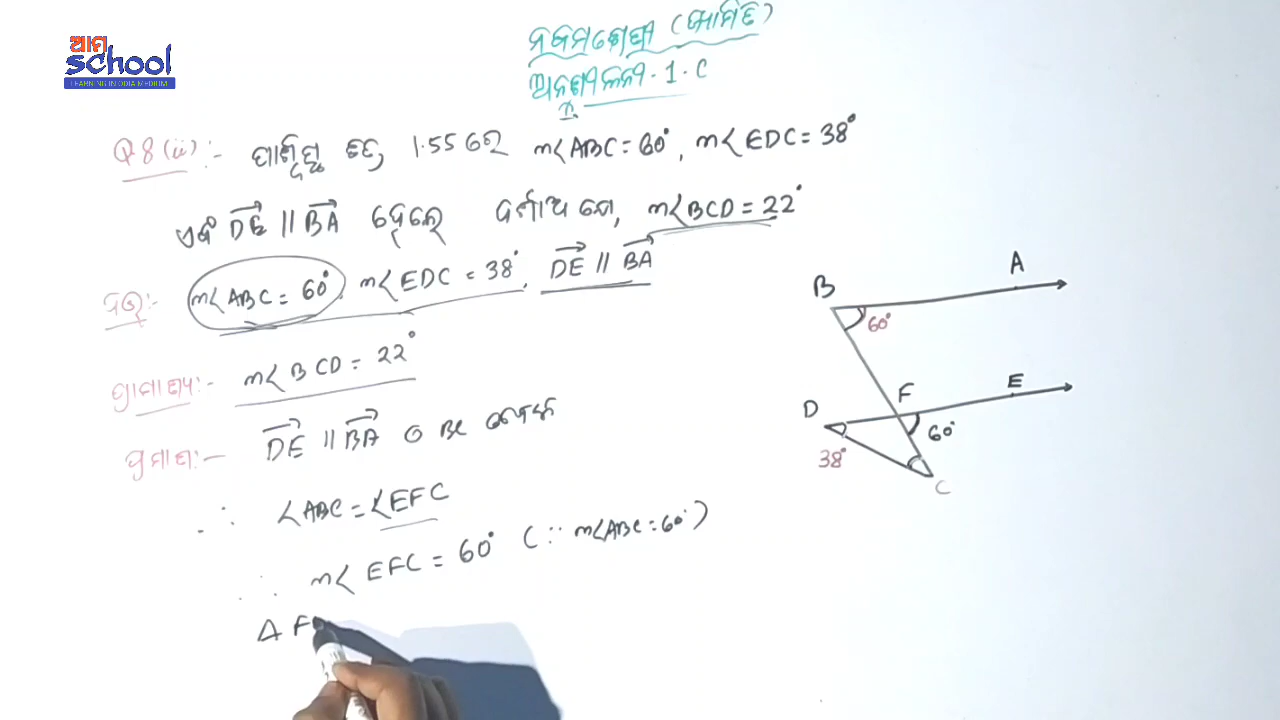 ଆମ
School
LEARNING IN ODIA MEDIUM
ନବମ ଶ୍ରେଣୀ (ଜ୍ୟାମିତି)
ଅନୁଶୀଳନୀ - 1. C
Q 8 (ii) :- ପାର୍ଶ୍ୱସ୍ଥ ଚିତ୍ର 1.55 ରେ m<ABC = 60°, m<EDC = 38°
ଏବଂ DE || BA ହେଲେ ଦର୍ଶାଅ ଯେ, m<BCD = 22°
ଦତ୍ତ :- m<ABC = 60°, m<EDC = 38°, DE || BA
ପ୍ରାମାଣ୍ୟ :- m<BCD = 22°
ପ୍ରମାଣ :- DE || BA ଓ BC ଛେଦକ
∴ <ABC = <EFC
∴ m<EFC = 60° (∵ m<ABC = 60°)
Δ F
B A
60°
D F E
38° 60°
C